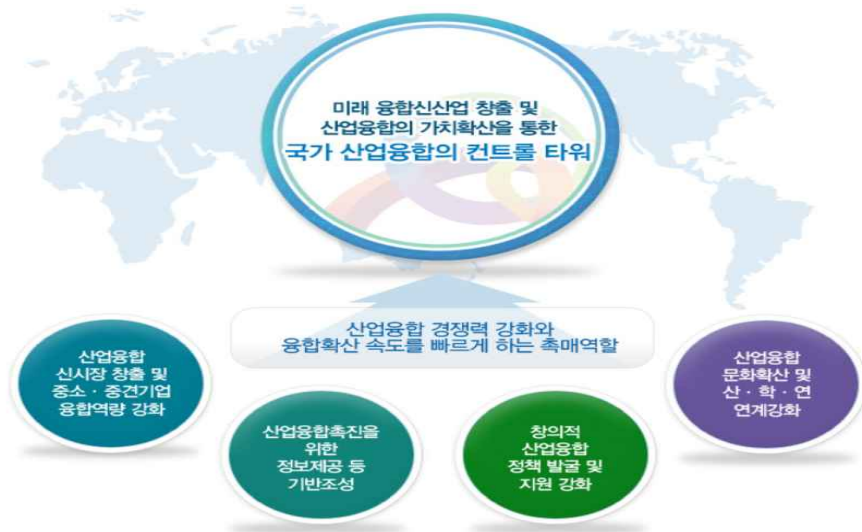 미래 융합신산업 창출 및
산업융합의 가치확산을 통한
국가 산업융합의 컨트롤 타워
산업융합 경쟁력 강화와
융합확산 속도를 빠르게 하는 촉매역할
산업융합
신시장 창출 및
중소 · 중견기업
융합역량 강화
산업융합촉진을
위한
정보제공 등
기반조성
창의적
산업융합
정책 발굴 및
지원 강화
산업융합
문화확산 및
산 · 학 · 연
연계강화